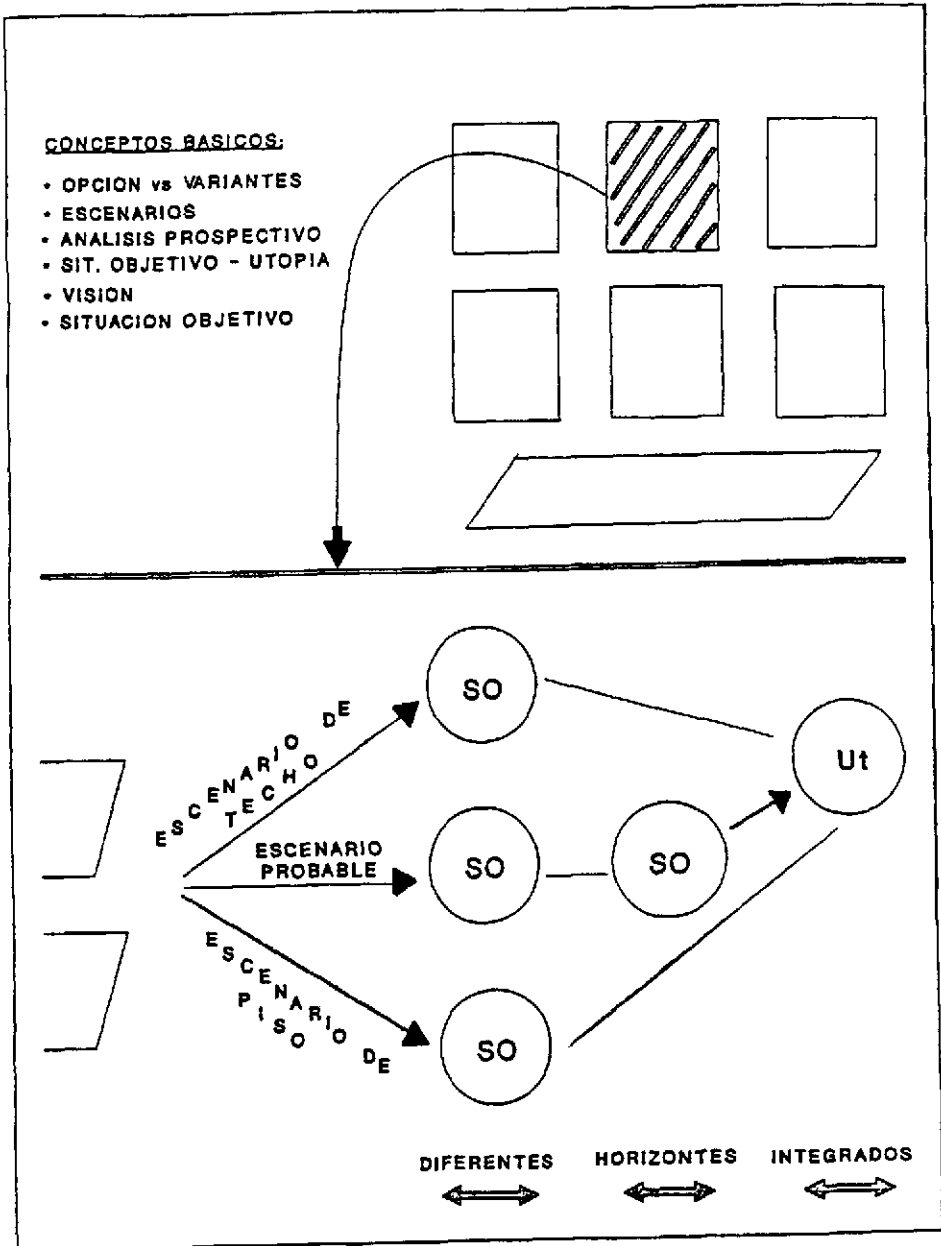 CONCEPTOS BASICOS:
• OPCION vs VARIANTES
• ESCENARIOS
• ANALISIS PROSPECTIVO
• SIT. OBJETIVO - UTOPIA
• VISION
• SITUACION OBJETIVO
ESCENARIO DE
TECHO
SO
ESCENARIO
PROBABLE
SO
SO
Ut
ESCENARIO DE
PISO
SO
DIFERENTES
HORIZONTES
INTEGRADOS